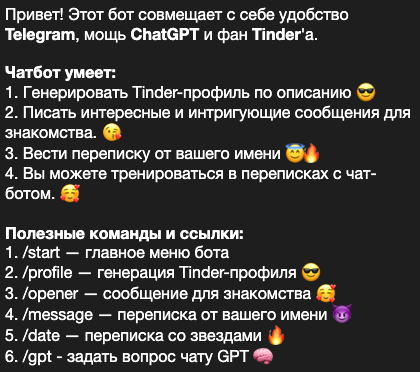 Привет! Этот бот совмещает с себе удобство
Telegram, мощь ChatGPT и фан Tinder'а.
Чатбот умеет:
1. Генерировать Tinder-профиль по описанию 😎
2. Писать интересные и интригующие сообщения для
знакомства. 😘
3. Вести переписку от вашего имени 😇🔥
4. Вы можете тренироваться в переписках с чат-
ботом. 🥰
Полезные команды и ссылки:
1. /start — главное меню бота
2. /profile — генерация Tinder-профиля 😎
3. /opener — сообщение для знакомства 🥰
4. /message — переписка от вашего имени 😈
5. /date — переписка со звездами 🔥
6. /gpt - задать вопрос чату GPT 🧠